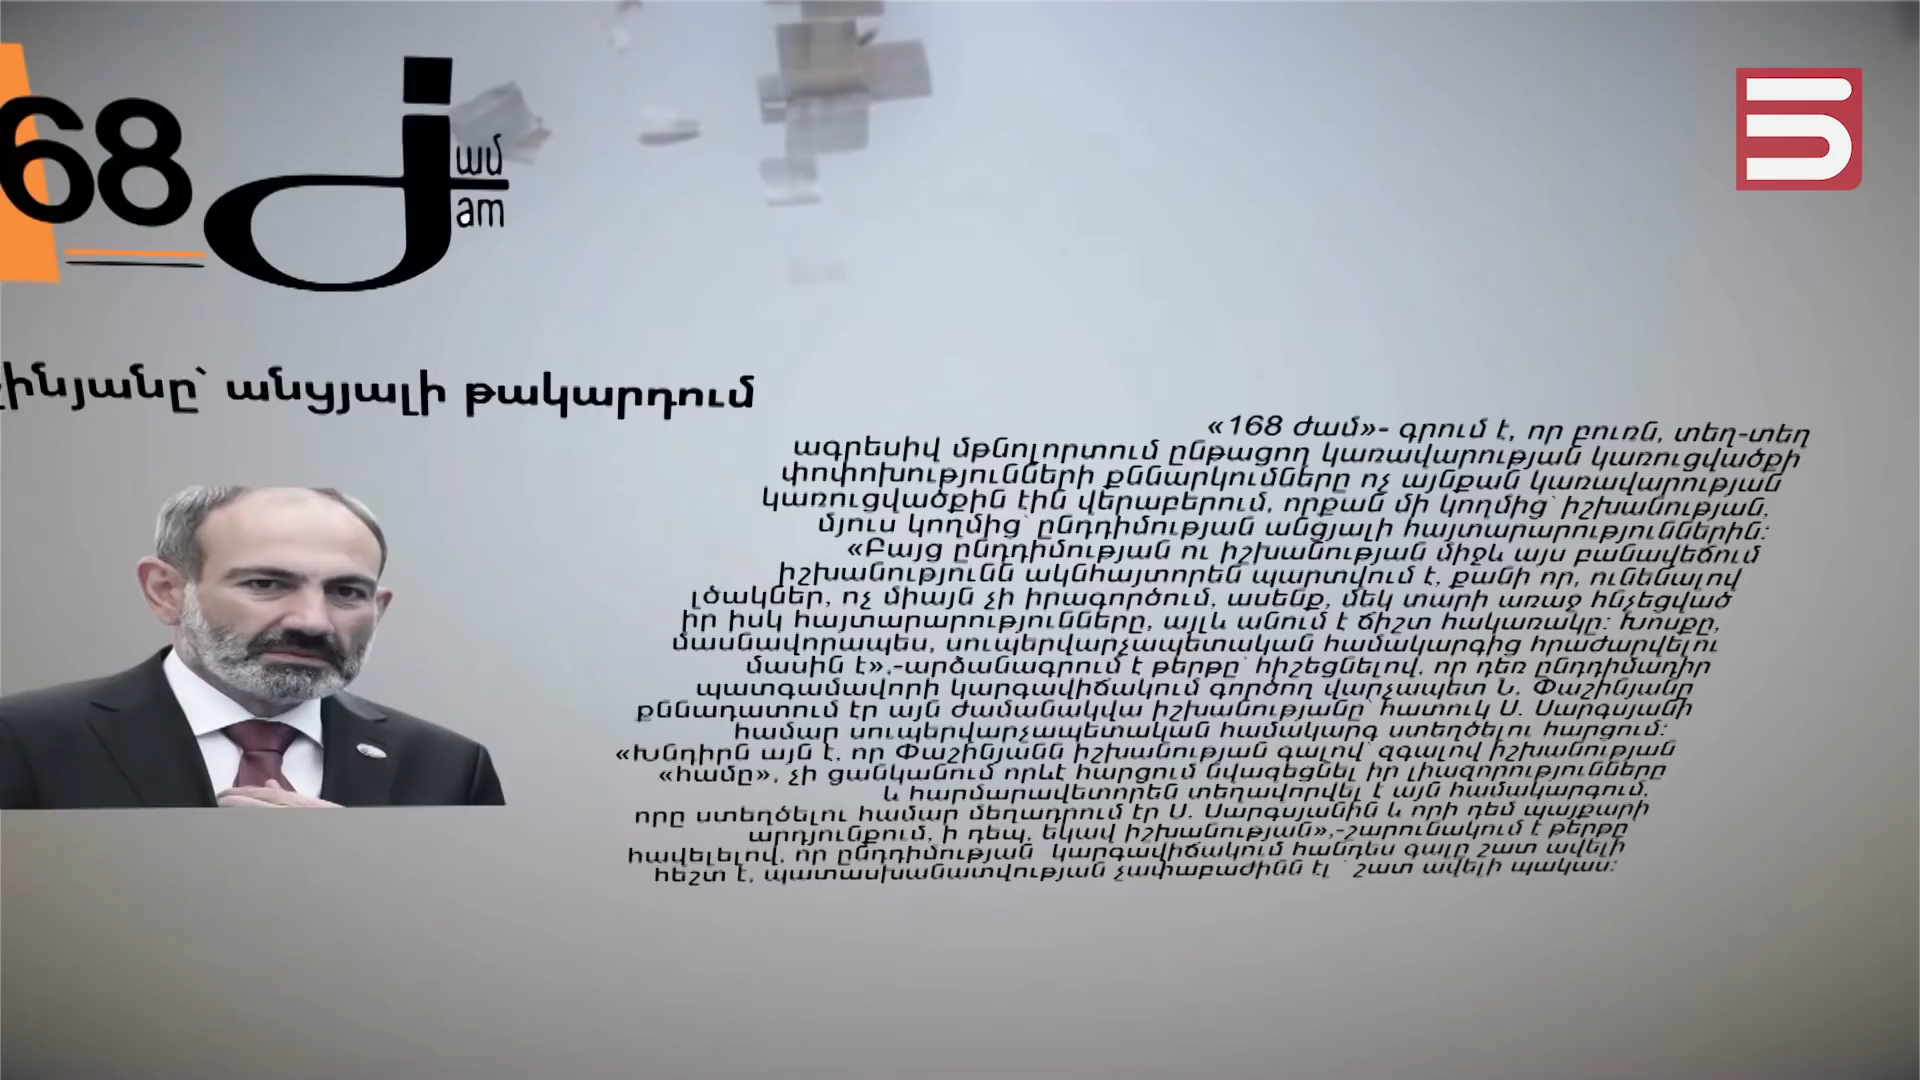 168
Ժամ
am
ինյանը՝ անցյալի թակարդում
«168 ժամ»- գրում է, որ բուռն, տեղ-տեղ
ագրեսիվ մթնոլորտում ընթացող կառավարության կառուցվածքի
փոփոխությունների քննարկումները ոչ այնքան կառավարության
կառուցվածքին էին վերաբերում, որքան մի կողմից՝ իշխանության,
մյուս կողմից՝ ընդդիմության անցյալի հայտարարություններին:
«Բայց ընդդիմության ու իշխանության միջև այս բանավեճում
իշխանությունն ակնհայտորեն պարտվում է, քանի որ, ունենալով
լծակներ, ոչ միայն չի իրագործում, ասենք, մեկ տարի առաջ հնչեցված
իր իսկ հայտարարությունները, այլև անում է ճիշտ հակառակը: Խոսքը,
մասնավորապես, սուպերվարչապետական համակարգից հրաժարվելու
մասին է»,-արձանագրում է թերթը՝ հիշեցնելով, որ դեռ ընդդիմադիր
պատգամավորի կարգավիճակում գործող վարչապետ Ն. Փաշինյանը
քննադատում էր այն ժամանակվա իշխանությանը՝ հատուկ Ս. Սարգսյանի
համար սուպերվարչապետական համակարգ ստեղծելու հարցում:
«Խնդիրն այն է, որ Փաշինյանն իշխանության գալով՝ զգալով իշխանության
«համը», չի ցանկանում որևէ հարցում նվազեցնել իր լիազորությունները
և հարմարավետորեն տեղավորվել է այն համակարգում,
որը ստեղծելու համար մեղադրում էր Ս. Սարգսյանին և որի դեմ պայքարի
արդյունքում, ի դեպ, եկավ իշխանության»,-շարունակում է թերթը
հավելելով, որ ընդդիմության կարգավիճակում հանդես գալը շատ ավելի
հեշտ է, պատասխանատվության չափաբաժինն էլ ՝ շատ ավելի պակաս: